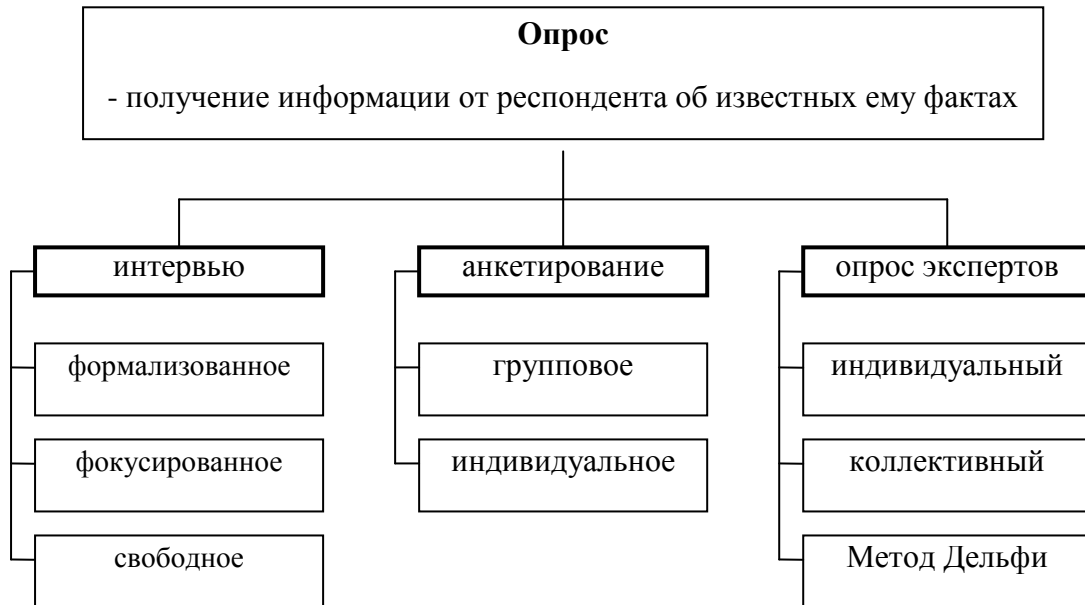 Опрос
- получение информации от респондента об известных ему фактах
интервью
анкетирование
опрос экспертов
формализованное
групповое
индивидуальный
фокусированное
индивидуальное
коллективный
свободное
Метод Дельфи